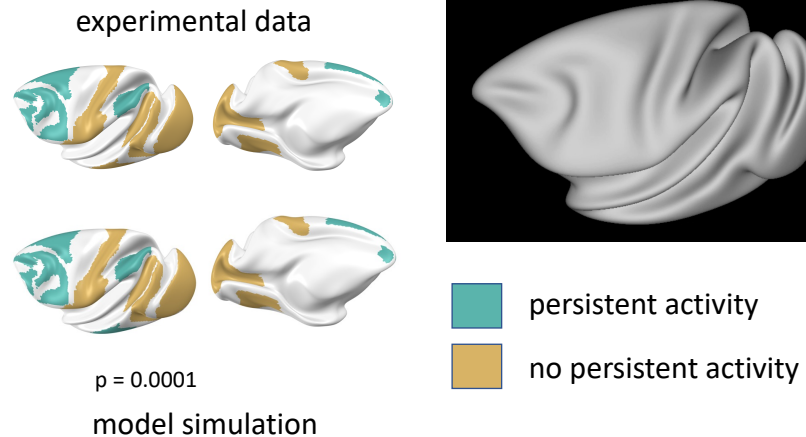 experimental data
persistent activity
no persistent activity
p = 0.0001
model simulation